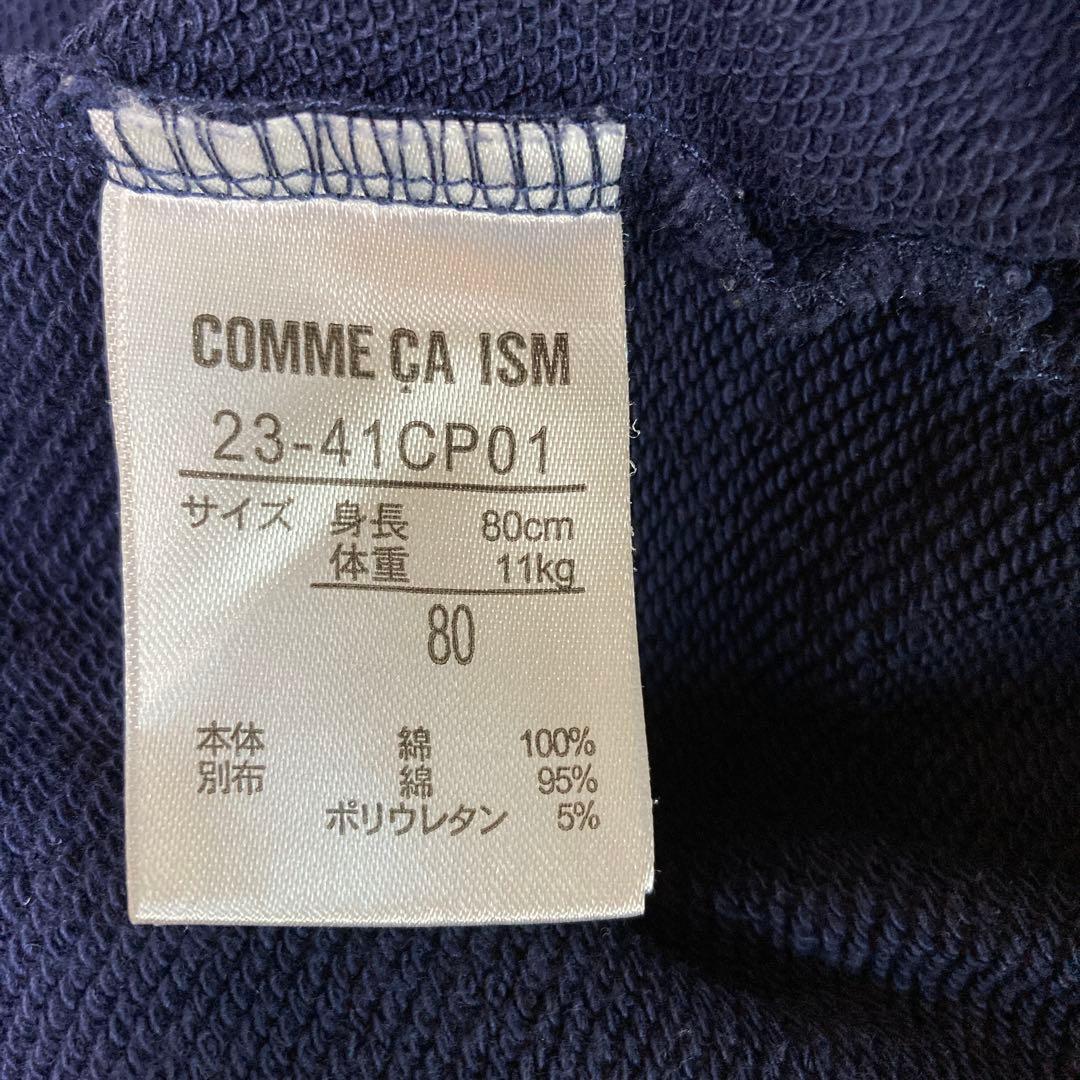 COMME ÇA ISM
23-41CP01
サイズ 身長 80cm
体重 11kg
80
本体 綿 100%
別布 綿 95%
ポリウレタン 5%